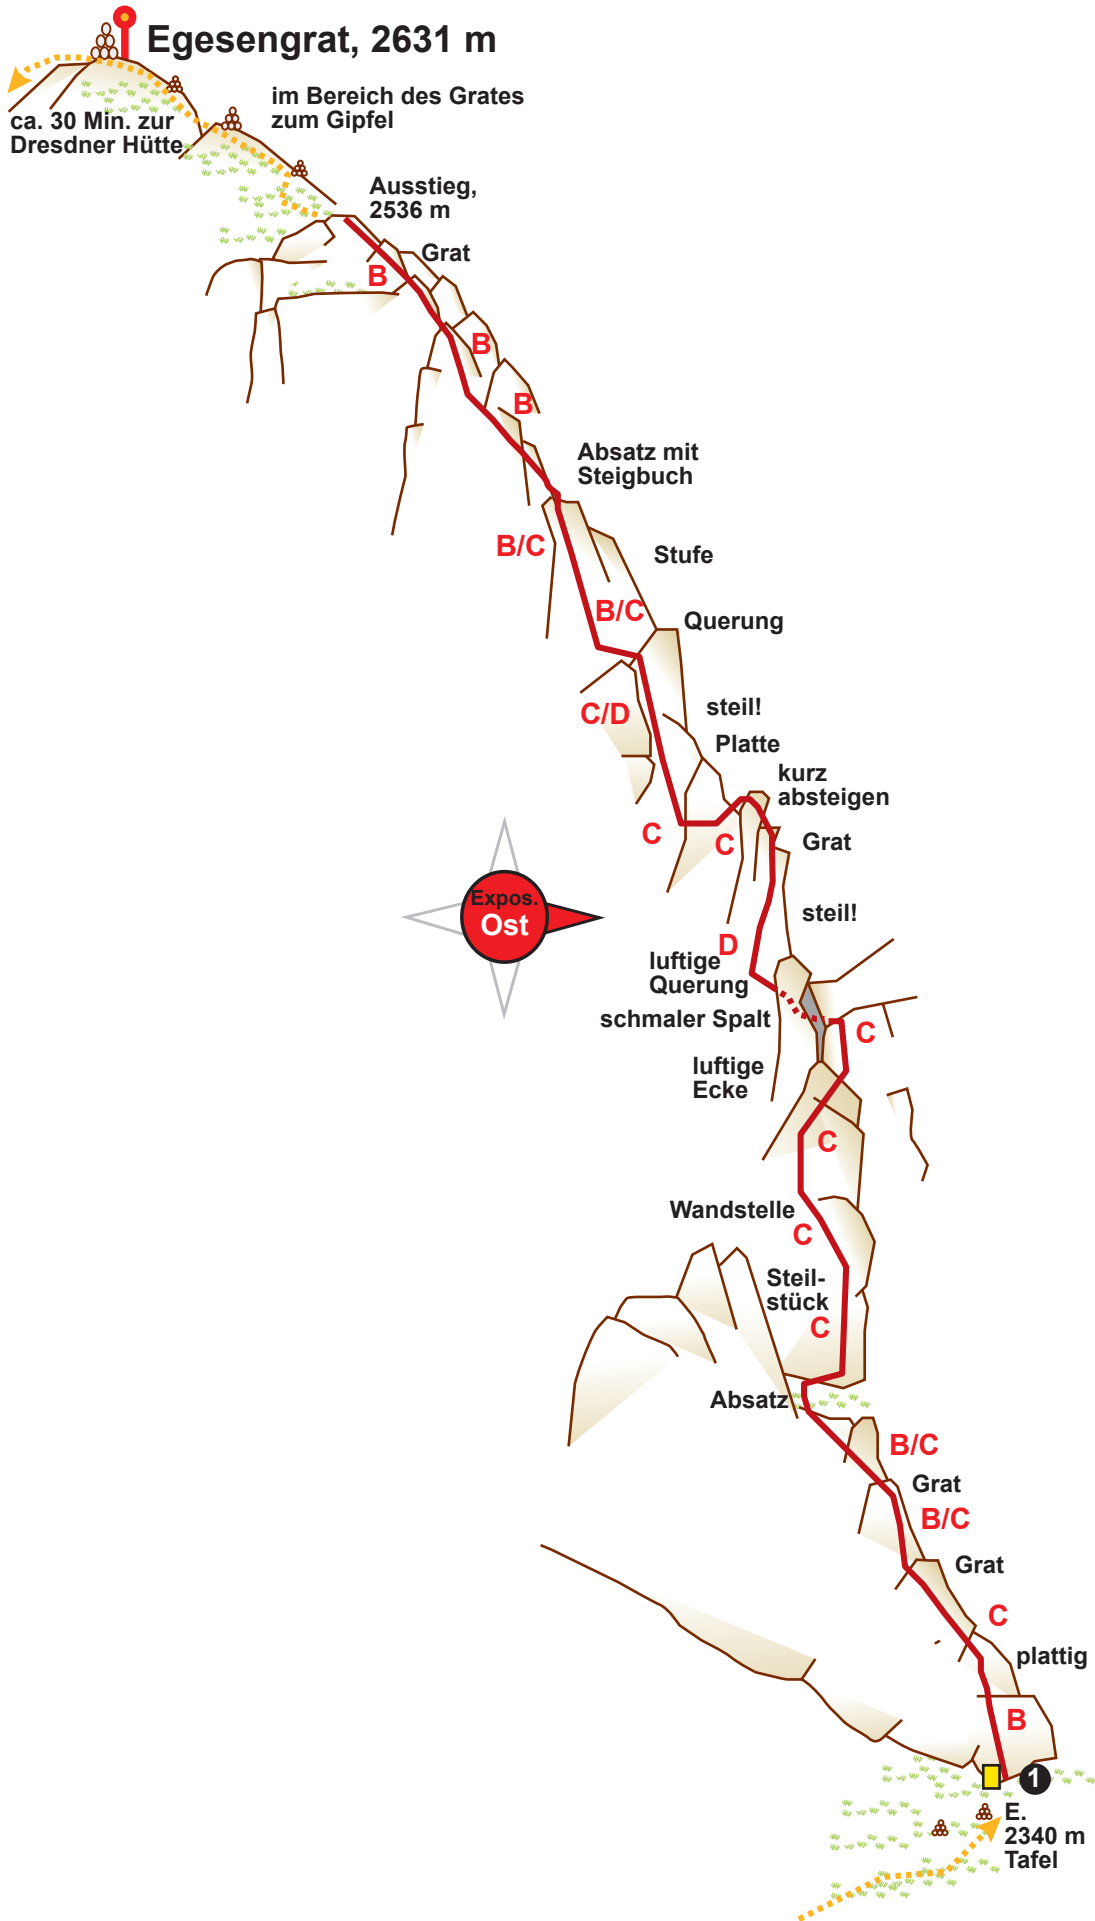 Egesengrat, 2631 m
im Bereich des Grates
zum Gipfel
ca. 30 Min. zur
Dresdner Hütte
Ausstieg,
2536 m
Grat
B
B
B
Absatz mit
Steigbuch
B/C
Stufe
B/C
Querung
C/D
steil!
Platte
kurz
absteigen
C
C
Grat
Expos.
Ost
steil!
D
luftige
Querung
schmaler Spalt
C
luftige
Ecke
C
Wandstelle
C
Steil-
stück
C
Absatz
B/C
Grat
B/C
Grat
C
plattig
B
1
E.
2340 m
Tafel